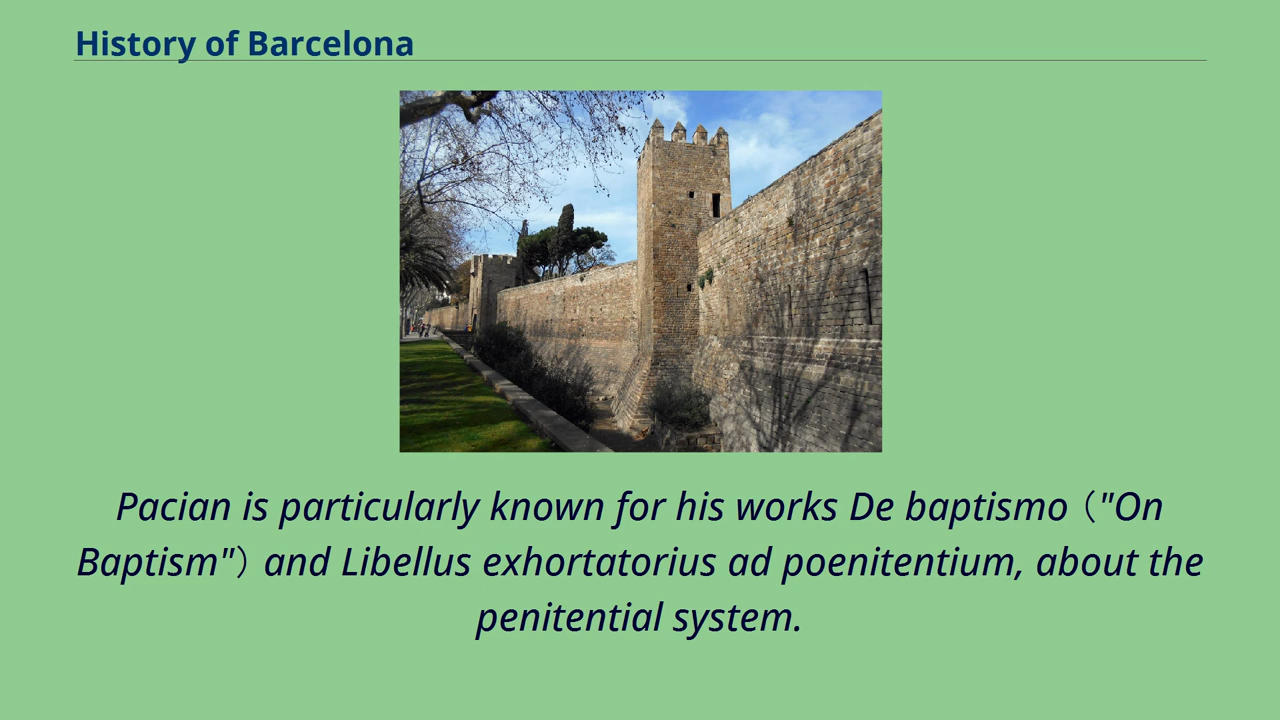 History of Barcelona
Pacian is particularly known for his works De baptismo（"On
Baptism"）and Libellus exhortatorius ad poenitentium, about the
penitential system.